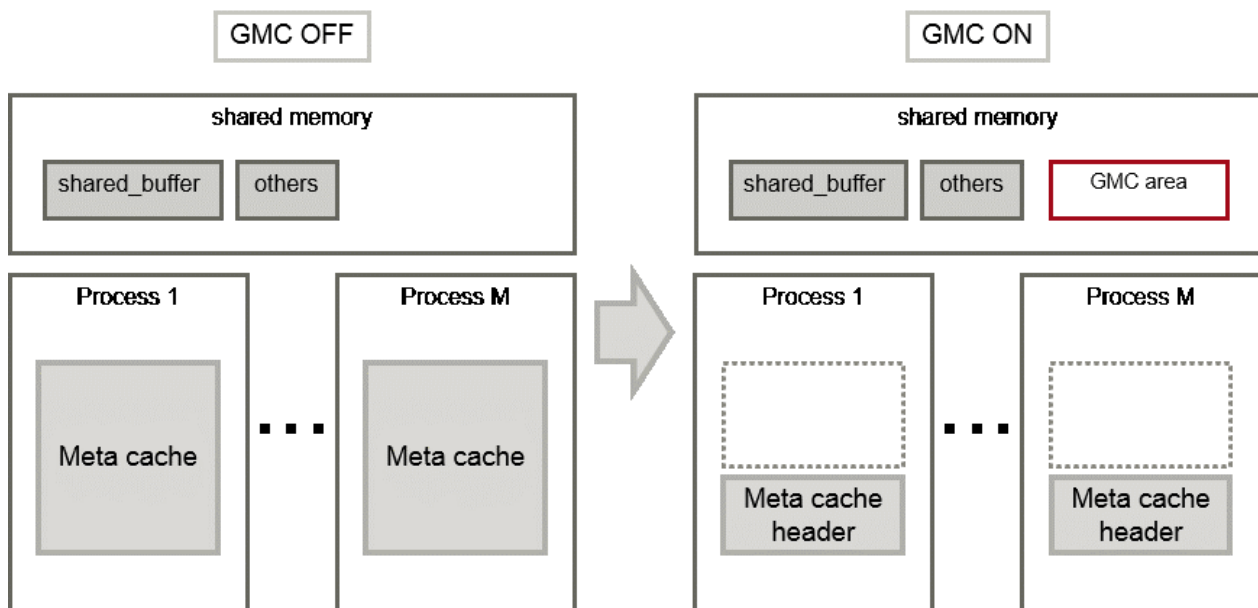 GMC OFF
GMC ON
shared memory
shared_buffer
others
Process 1
Process M
Meta cache
Meta cache
shared memory
shared_buffer
others
GMC area
Process 1
Process M
Meta cache
header
Meta cache
header